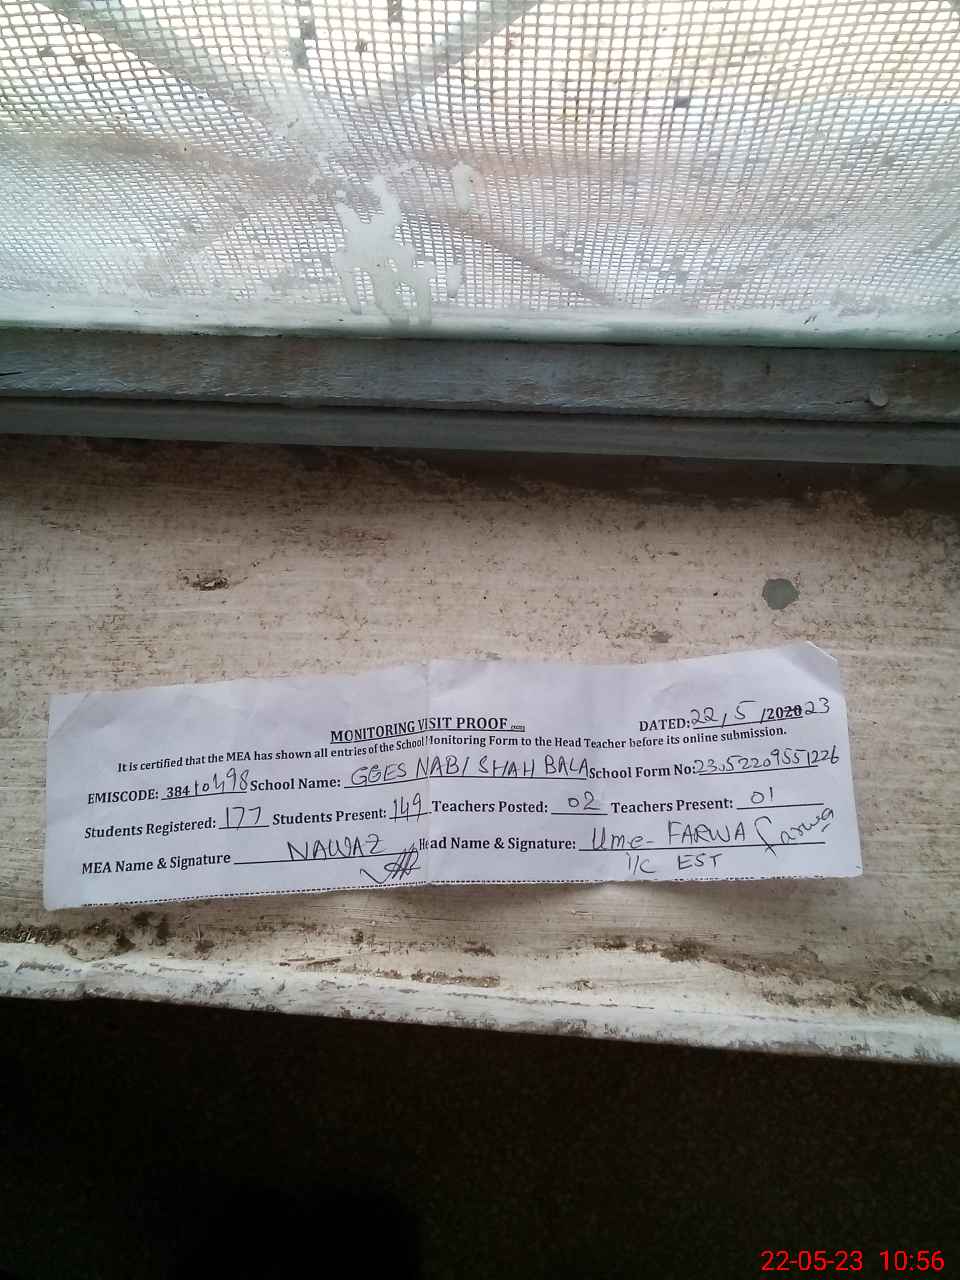 MONITORING VISIT PROOF
DATED: 22/5/202023
It is certified that the MEA has shown all entries of the School Monitoring Form to the Head Teacher before its online submission.
EMISCODE: 38410498 School Name: GGES NABI SHAH BALA School Form No: 23052209551226
Students Registered: 177 Students Present: 149 Teachers Posted: 02 Teachers Present: 01
MEA Name & Signature NAWAZ Head Name & Signature: Ume-FARWA Farwa
I/C EST
22-05-23 10:56